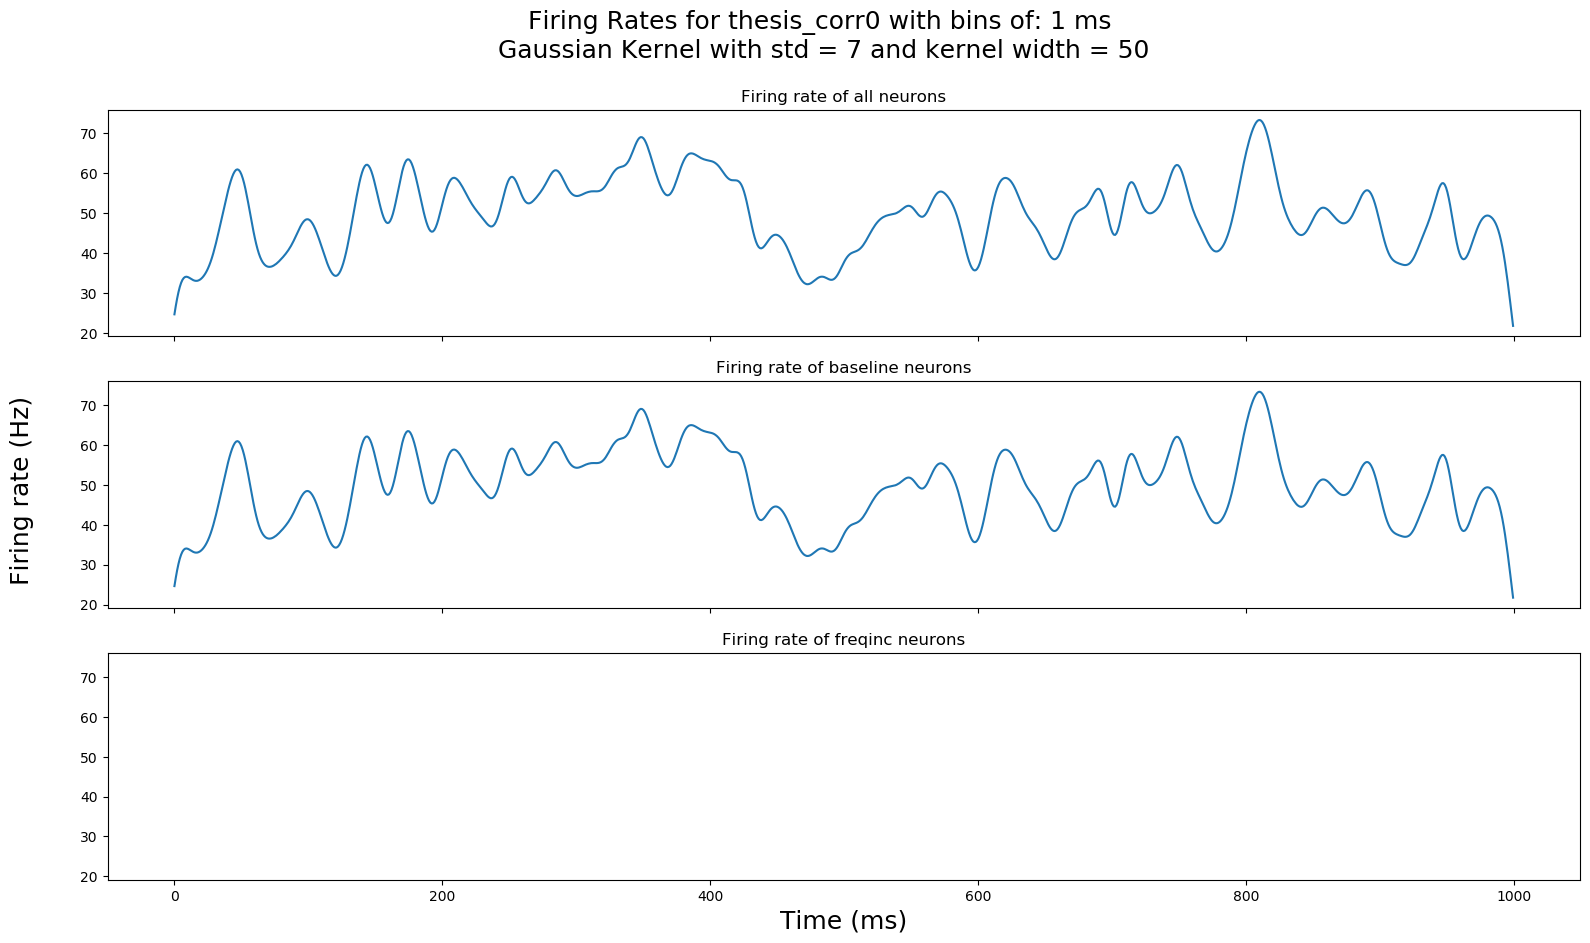 Firing Rates for thesis_corr0 with bins of: 1 ms
Gaussian Kernel with std = 7 and kernel width = 50
Firing rate of all neurons
70
60
50
40
30
20
Firing rate of baseline neurons
70
60
50
40
30
20
Firing rate (Hz)
Firing rate of freqinc neurons
70
60
50
40
30
20
0 200 400 600 800 1000
Time (ms)